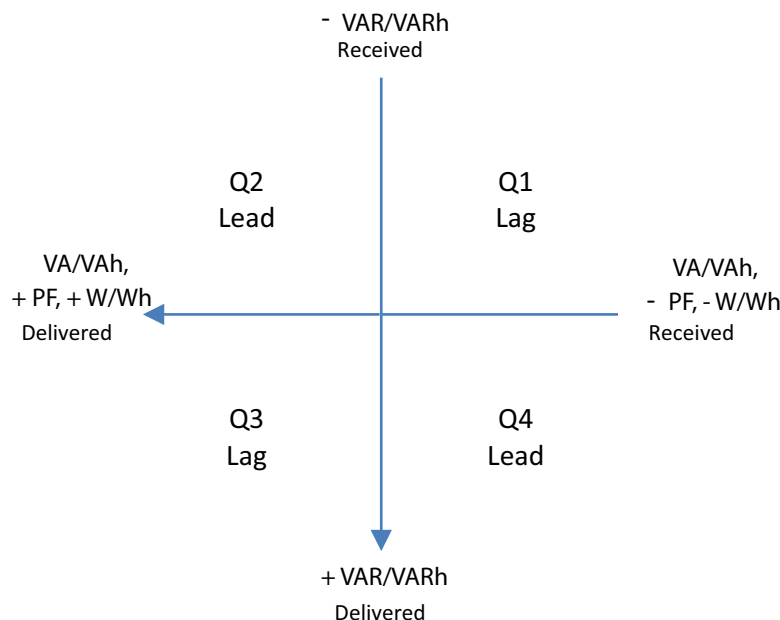 - VAR/VARh
Received
Q2
Lead
Q1
Lag
VA/VAh,
+ PF, + W/Wh
Delivered
VA/VAh,
- PF, - W/Wh
Received
Q3
Lag
Q4
Lead
+ VAR/VARh
Delivered